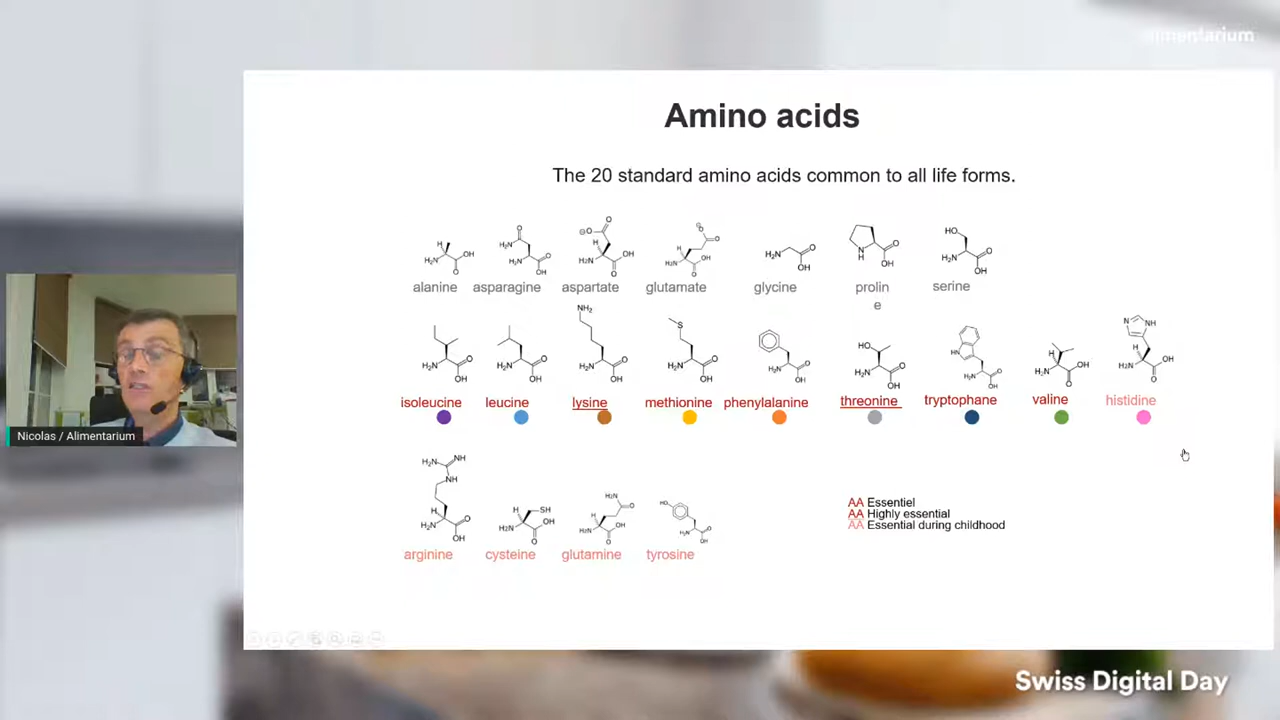 alimentarium
Amino acids
The 20 standard amino acids common to all life forms.
alanine asparagine aspartate glutamate glycine prolin
e serine
isoleucine leucine lysine methionine phenylalanine threonine tryptophane valine histidine
Nicolas / Alimentarium
AA Essentiel
AA Highly essential
AA Essential during childhood
arginine cysteine glutamine tyrosine
Swiss Digital Day